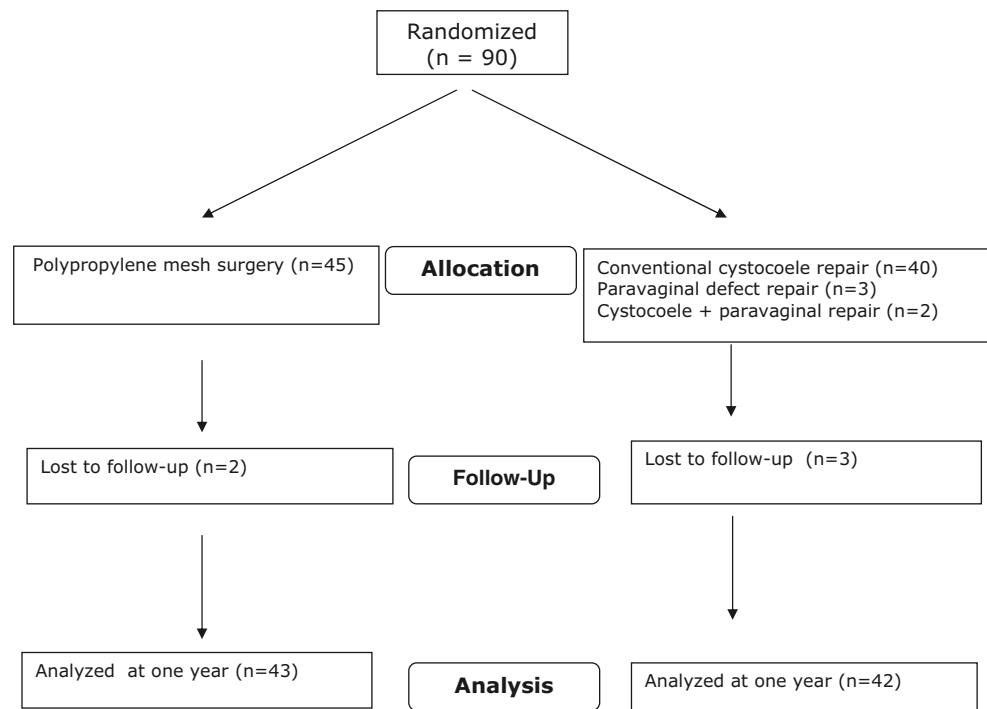 Randomized
(n = 90)
Polypropylene mesh surgery (n=45)
Allocation
Conventional cystocoele repair (n=40)
Paravaginal defect repair (n=3)
Cystocoele + paravaginal repair (n=2)
Lost to follow-up (n=2)
Follow-Up
Lost to follow-up (n=3)
Analyzed at one year (n=43)
Analysis
Analyzed at one year (n=42)